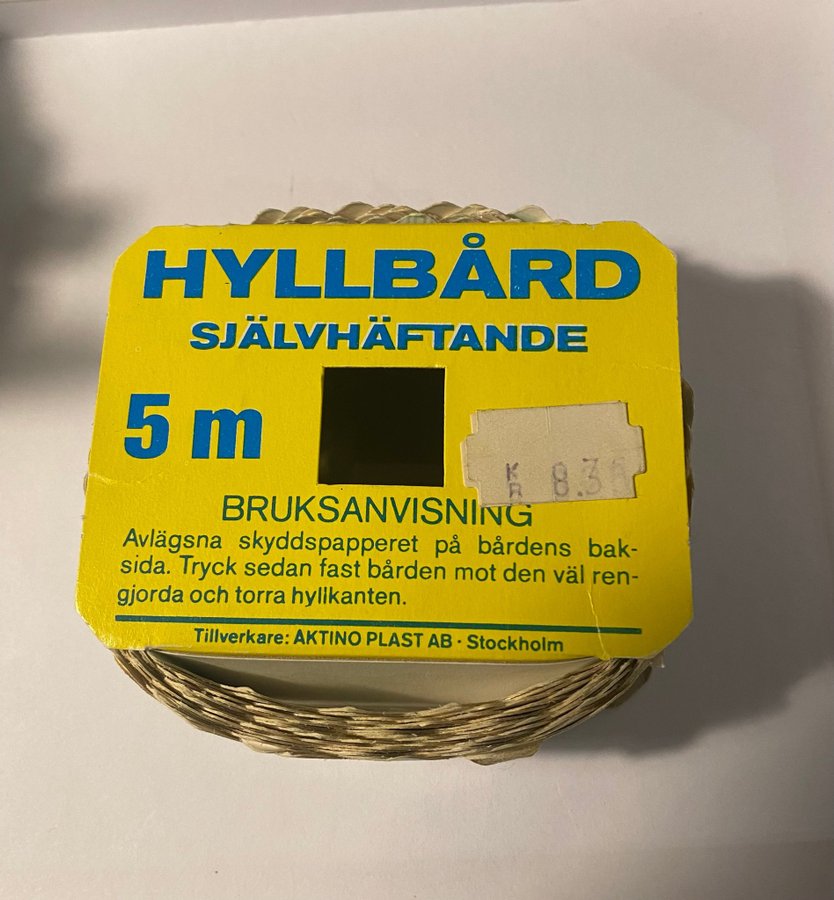 HYLLBÅRD
SJÄLVHÄFTANDE
5 m
KR 8.35
BRUKSANVISNING
Avlägsna skyddspapperet på bårdens bak-
sida. Tryck sedan fast bården mot den väl ren-
gjorda och torra hyllkanten.
Tillverkare: AKTINO PLAST AB · Stockholm